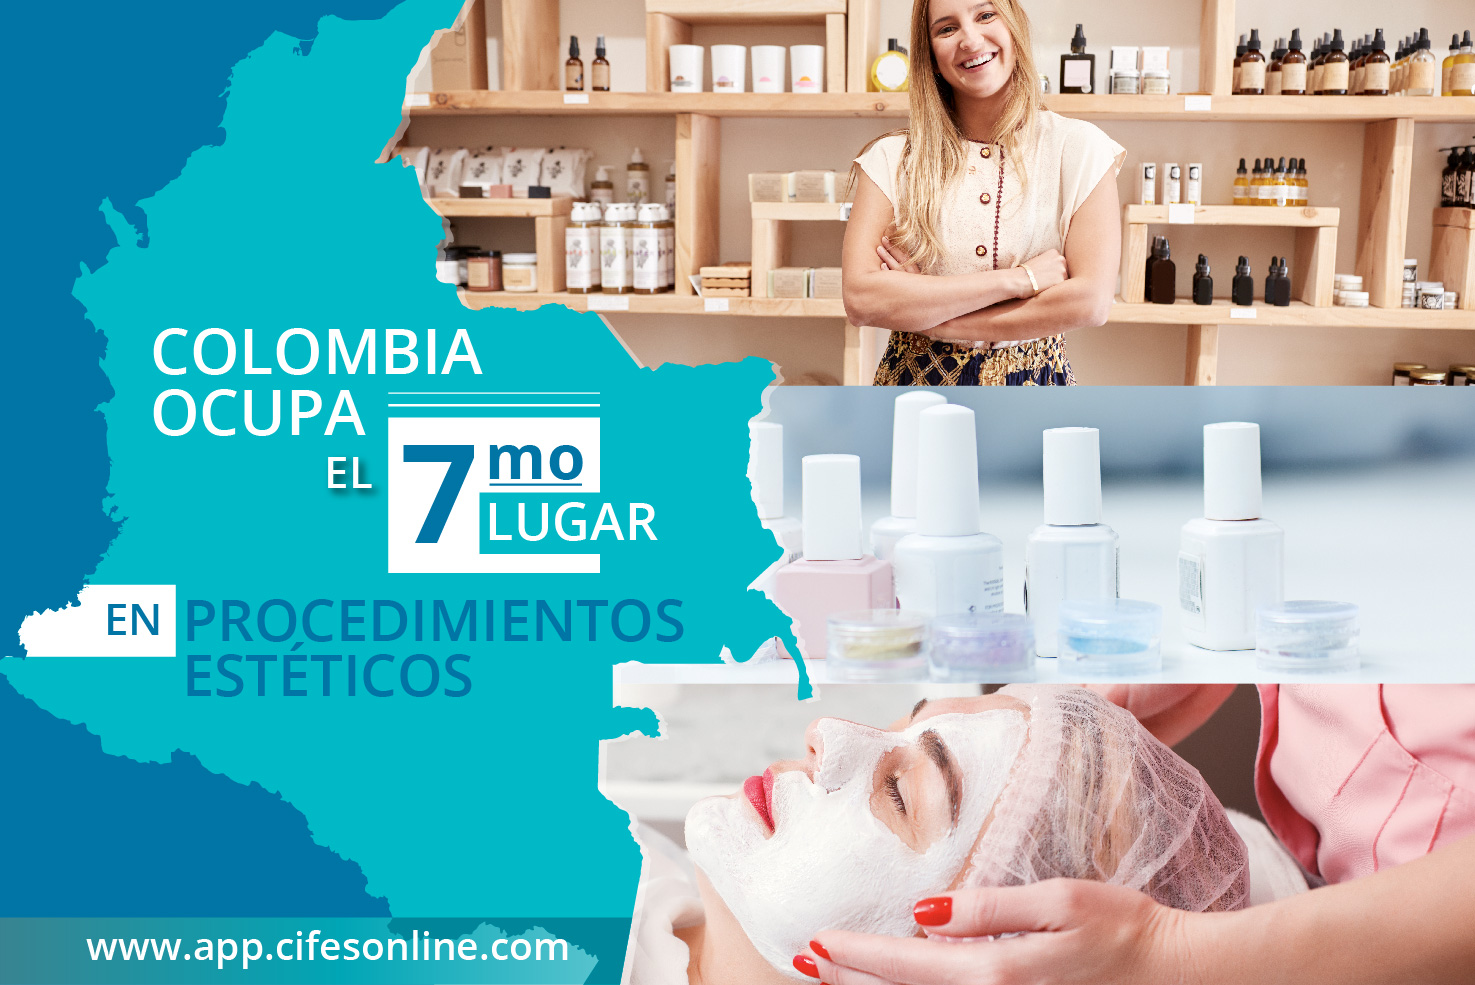 COLOMBIA
OCUPA
EL 7mo
LUGAR
EN PROCEDIMIENTOS
ESTÉTICOS
www.app.cifesonline.com